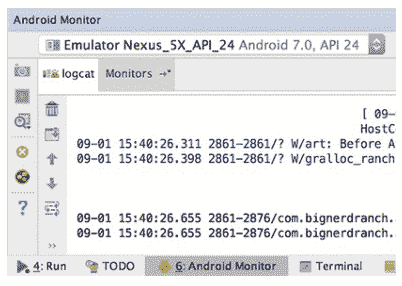 Android Monitor
Emulator Nexus_5X_API_24 Android 7.0, API 24
logcat Monitors
[ 09-
HostC
09-01 15:40:26.311 2861-2861/? W/art: Before A
09-01 15:40:26.398 2861-2861/? W/gralloc_ranch
09-01 15:40:26.655 2861-2876/com.bignerdranch.
09-01 15:40:26.655 2861-2876/com.bignerdranch.
4: Run TODO 6: Android Monitor Terminal